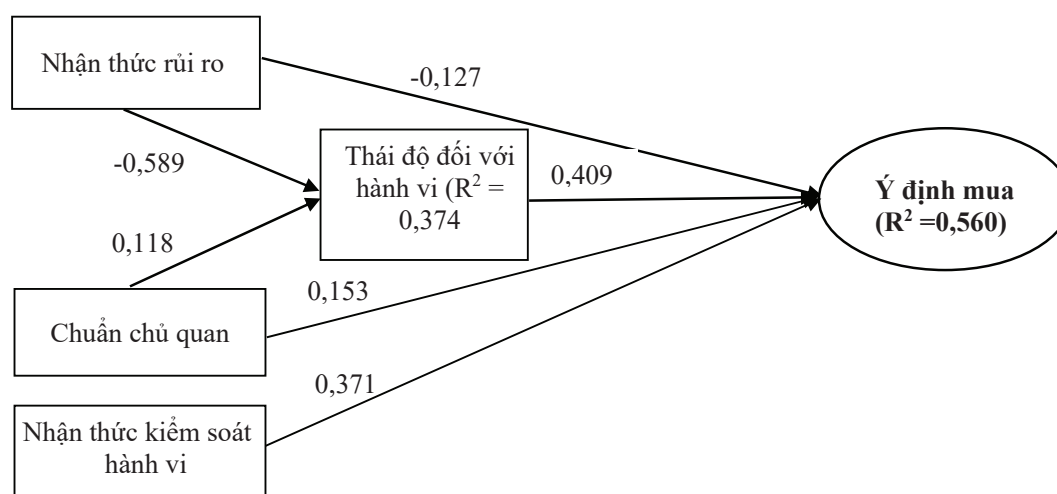 Nhận thức rủi ro
-0,127
-0,589
Thái độ đối với
hành vi (R² =
0,374
0,409
Ý định mua
(R² =0,560)
0,118
Chuẩn chủ quan
0,153
0,371
Nhận thức kiểm soát
hành vi